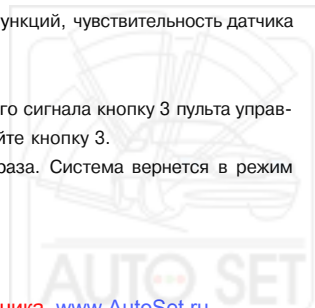 ункций, чувствительность датчика
го сигнала кнопку 3 пульта управ-
йте кнопку 3.
раза. Система вернется в режим
AUTO SET
ника www.AutoSet.ru